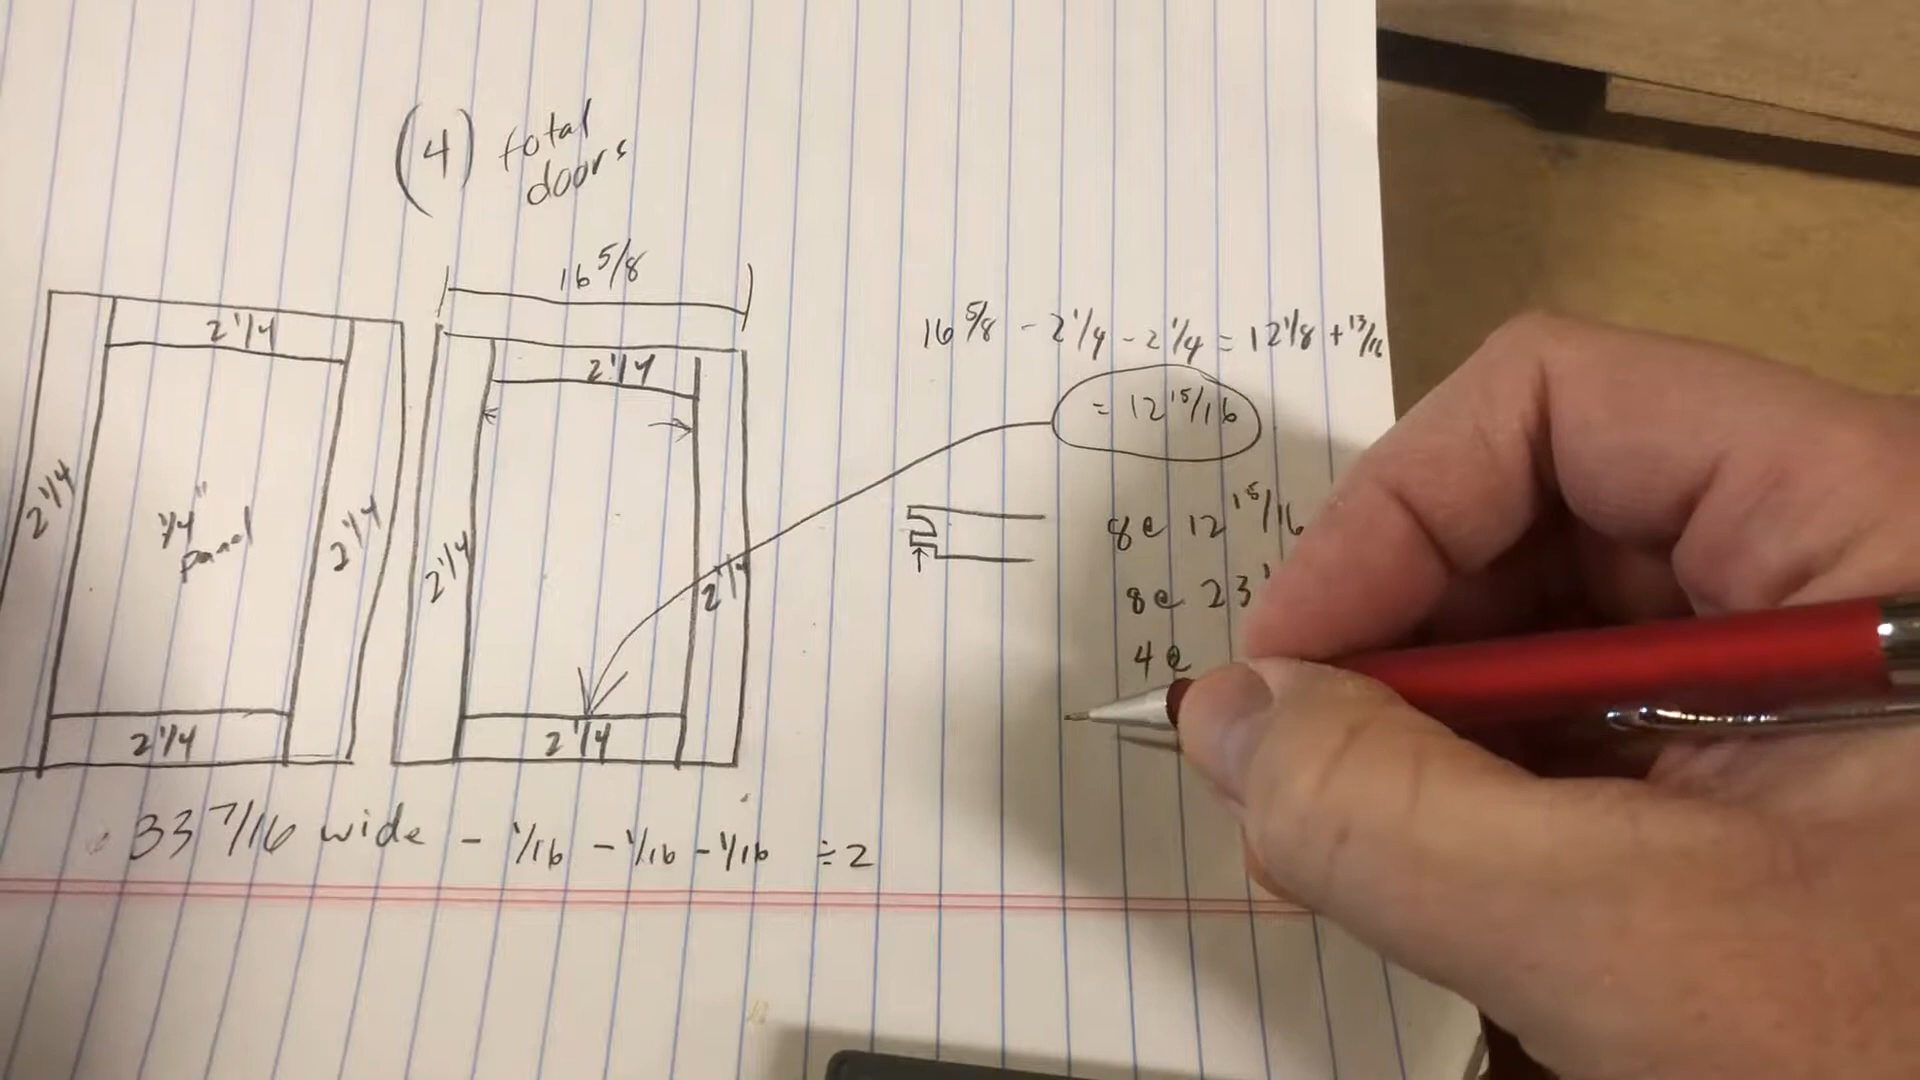 (4) total
doors
16 5/8
2 1/4
2 1/4
2 1/4
1/4"
panel
2 1/4
2 1/4
2 1/4
2 1/4
2 1/4
2 1/4
33 7/16 wide - 1/16 - 1/16 - 1/16 ÷ 2
16 5/8 - 2 1/4 - 2 1/4 = 12 1/8 + 13/16
= 12 15/16
8@ 12 15/16
8@ 23
4@